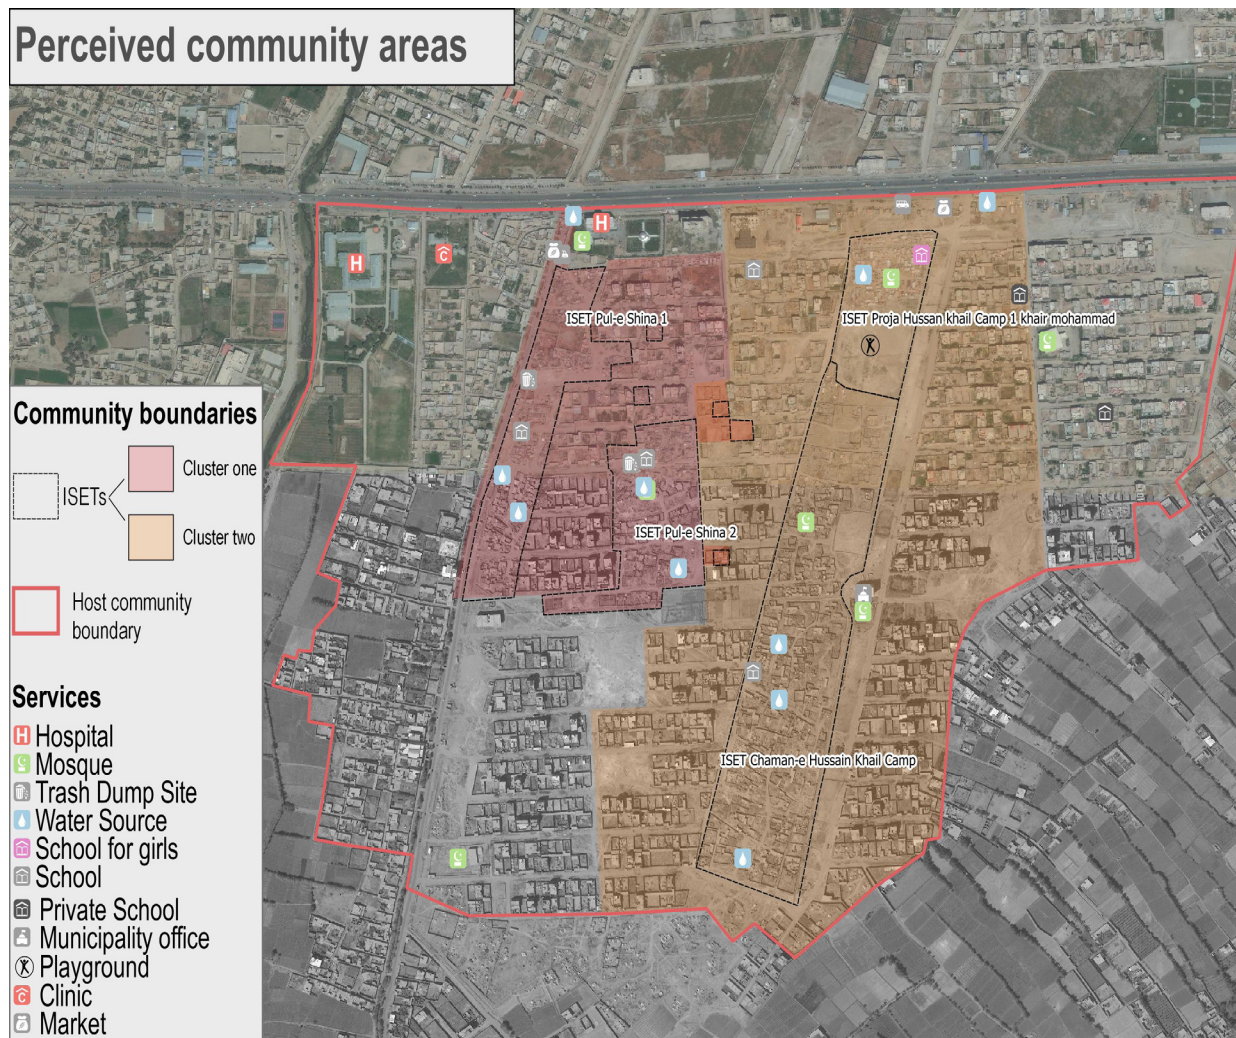 Perceived community areas
ISET Pul-e Shina 1
ISET Proja Hussan khail Camp 1 khair mohammad
ISET Pul-e Shina 2
ISET Chaman-e Hussain Khail Camp
Community boundaries
ISETs
Cluster one
Cluster two
Host community
boundary
Services
H Hospital
Mosque
Trash Dump Site
Water Source
School for girls
School
Private School
Municipality office
Playground
C Clinic
Market
H
H
C